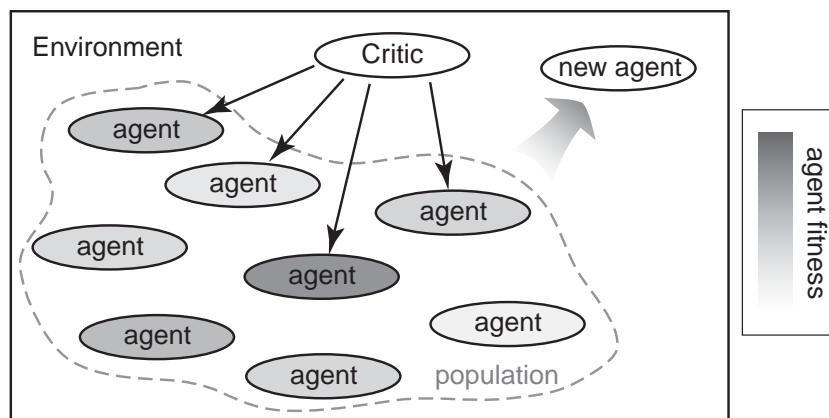 Environment
Critic
new agent
agent
agent
agent
agent
agent
agent
agent
agent
population
agent fitness